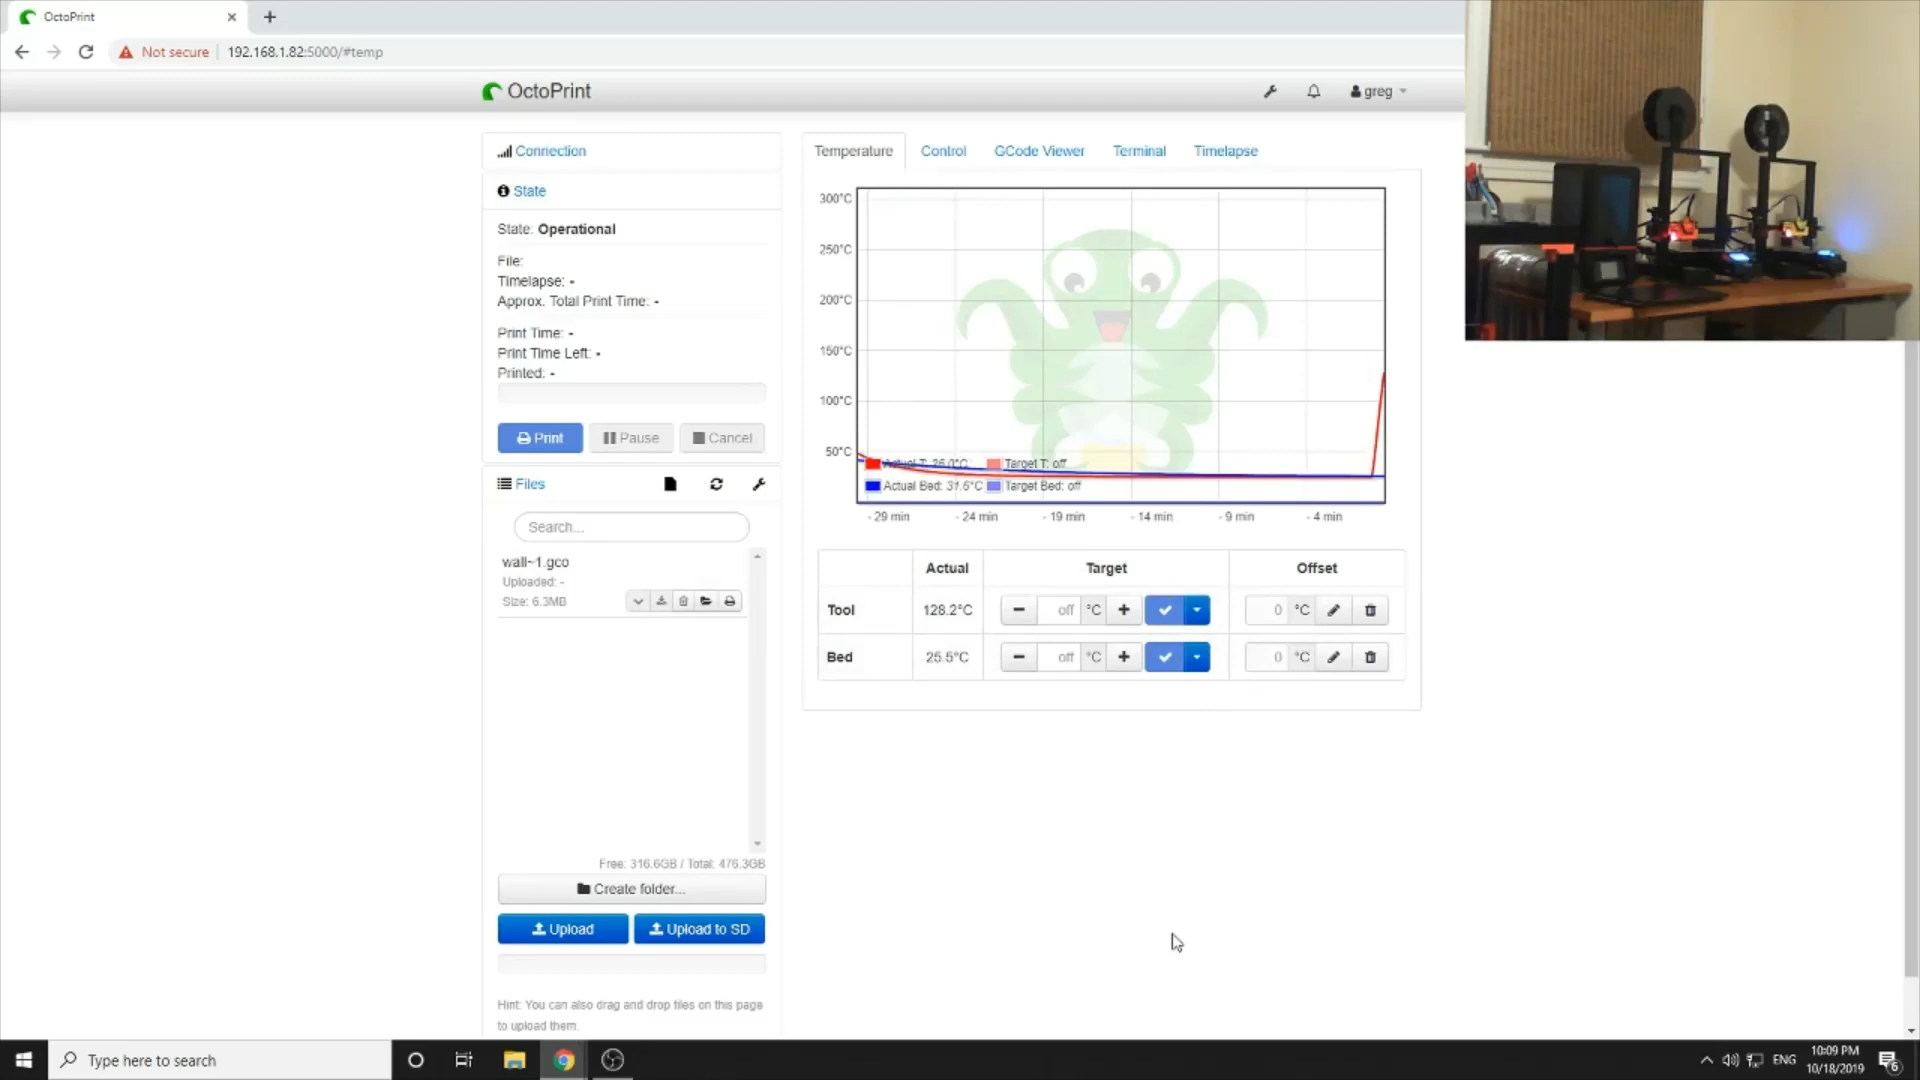 OctoPrint
Not secure 192.168.1.82:5000/#temp
OctoPrint
greg
Connection
State
State: Operational
File:
Timelapse: -
Approx. Total Print Time: -
Print Time: -
Print Time Left: -
Printed: -
Print Pause Cancel
Files
Search...
wall~1.gco
Uploaded: -
Size: 6.3MB
Free: 316.6GB / Total: 476.3GB
Create folder...
Upload Upload to SD
Hint: You can also drag and drop files on this page
to upload them.
Temperature Control GCode Viewer Terminal Timelapse
300°C
250°C
200°C
150°C
100°C
50°C
Actual T: 26.0°C Target T: off
Actual Bed: 31.6°C Target Bed: off
- 29 min - 24 min - 19 min - 14 min - 9 min - 4 min
Actual Target Offset
Tool 128.2°C off °C 0 °C
Bed 25.5°C off °C 0 °C
Type here to search
ENG
10:09 PM
10/18/2019
6